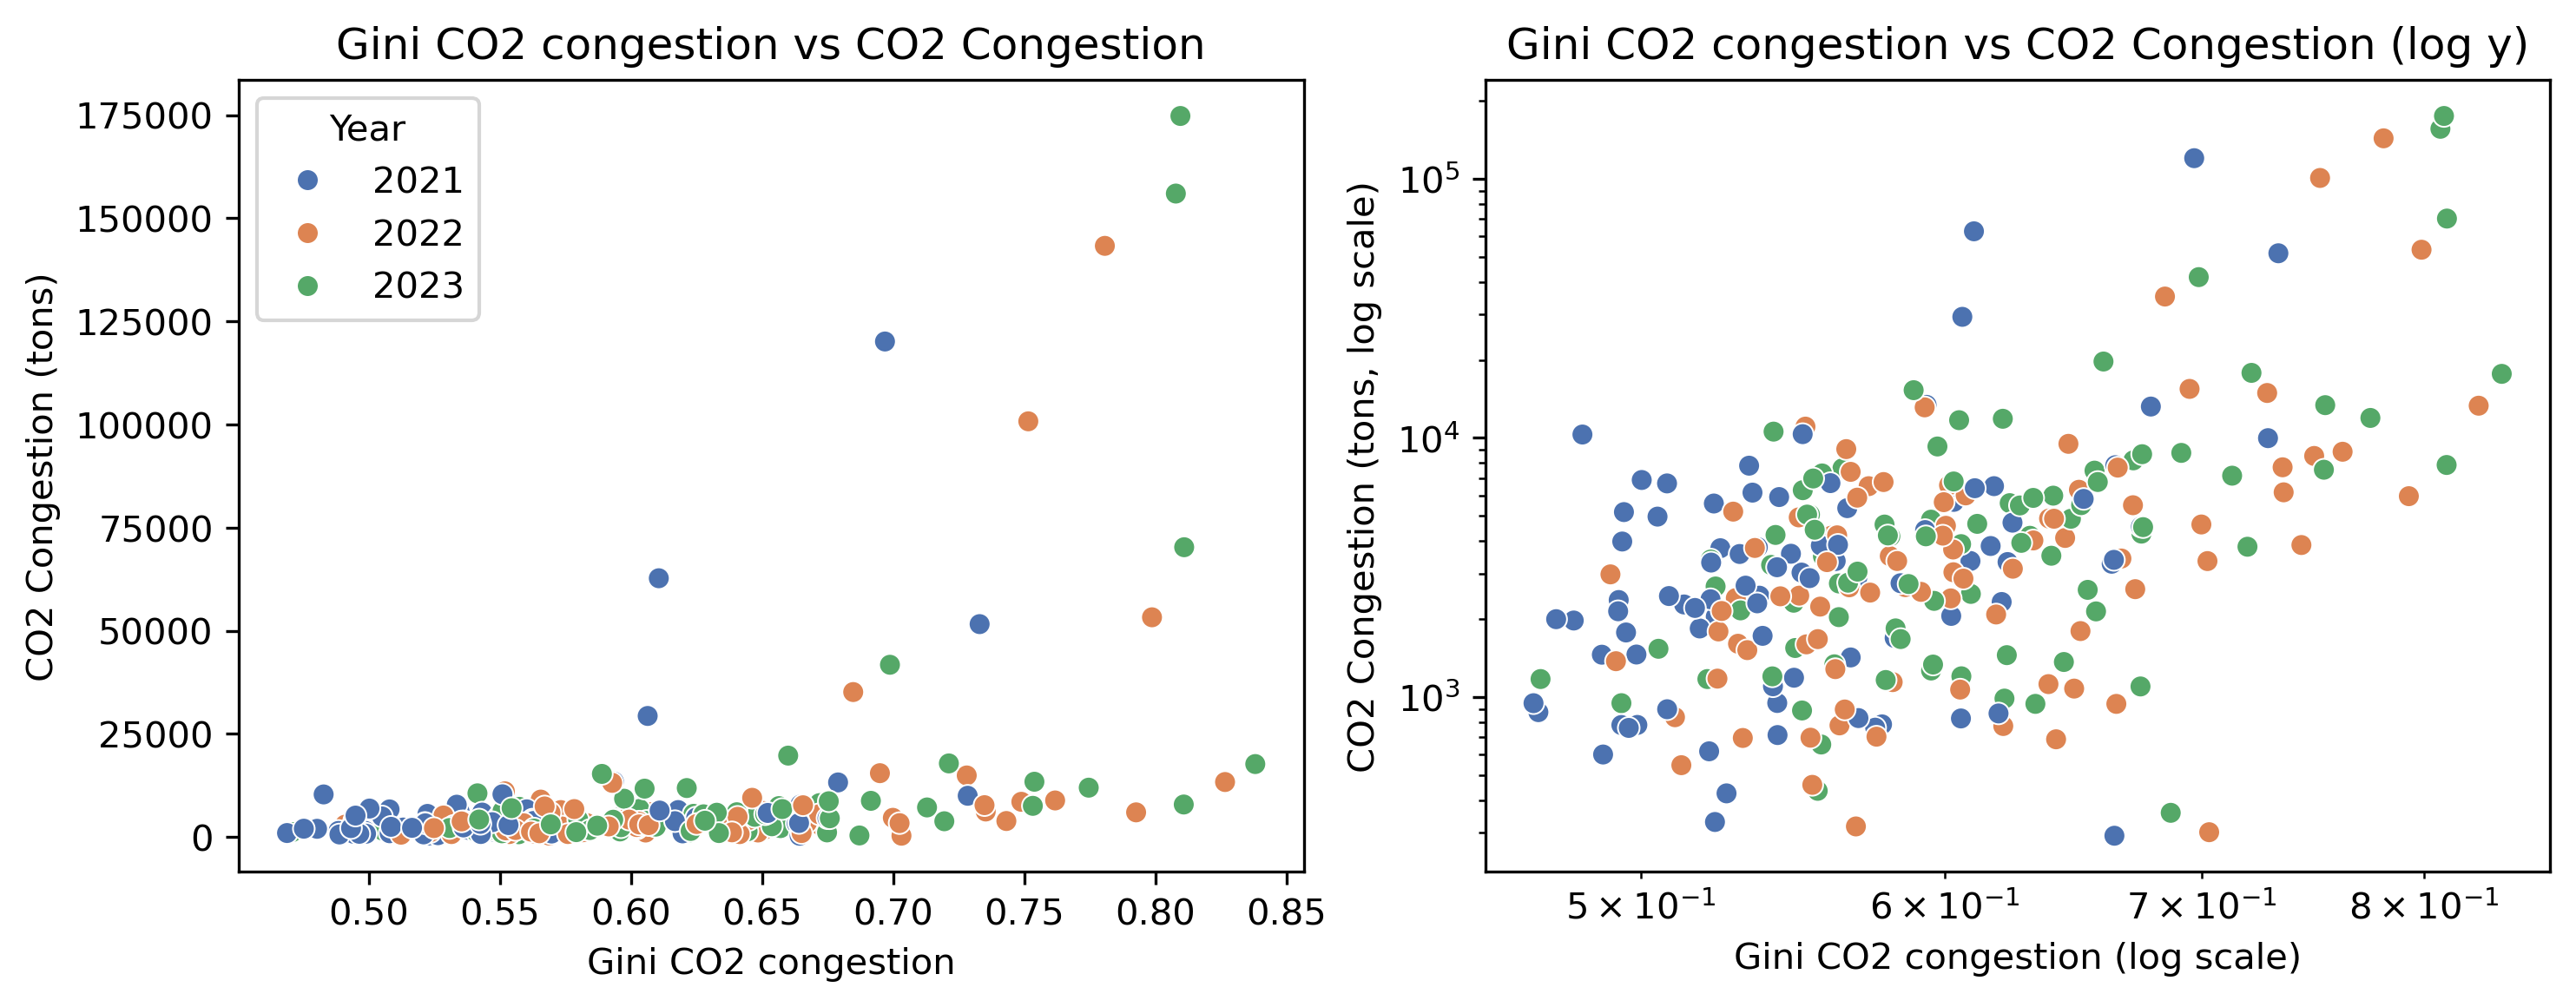 Gini CO2 congestion vs CO2 Congestion
CO2 Congestion (tons)
175000
150000
125000
100000
75000
50000
25000
0
Year
2021
2022
2023
0.50 0.55 0.60 0.65 0.70 0.75 0.80 0.85
Gini CO2 congestion
Gini CO2 congestion vs CO2 Congestion (log y)
CO2 Congestion (tons, log scale)
10⁵
10⁴
10³
5 × 10⁻¹ 6 × 10⁻¹ 7 × 10⁻¹ 8 × 10⁻¹
Gini CO2 congestion (log scale)